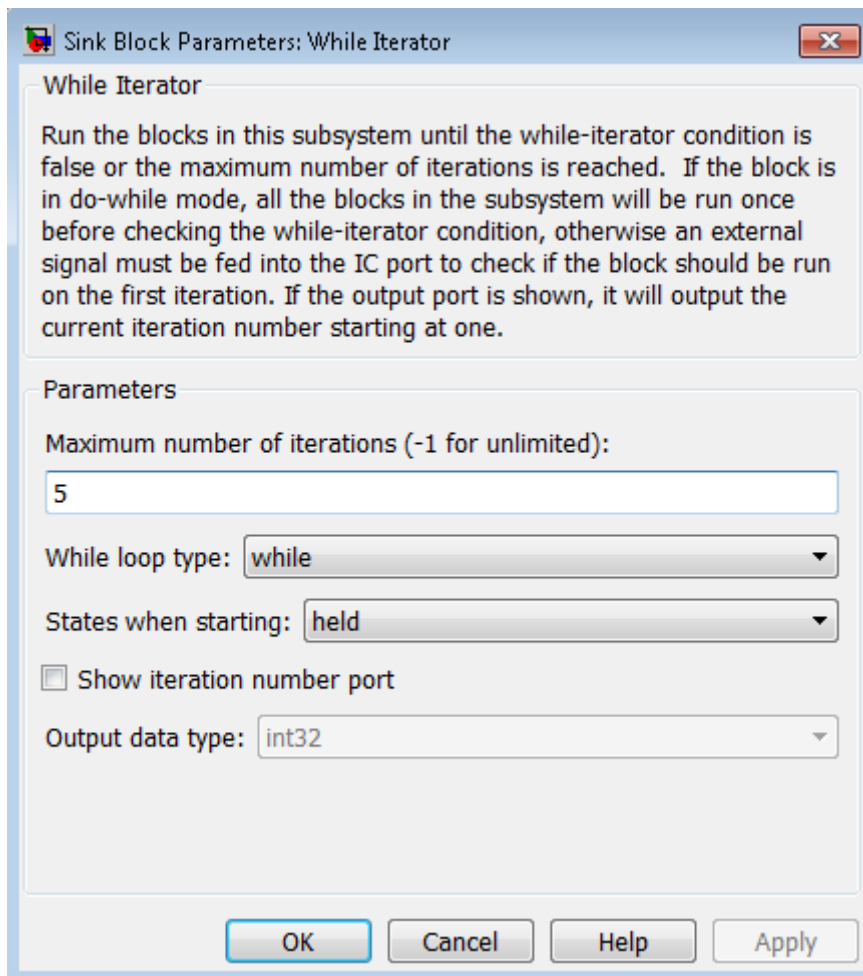 Sink Block Parameters: While Iterator
While Iterator
Run the blocks in this subsystem until the while-iterator condition is
false or the maximum number of iterations is reached.  If the block is
in do-while mode, all the blocks in the subsystem will be run once
before checking the while-iterator condition, otherwise an external
signal must be fed into the IC port to check if the block should be run
on the first iteration. If the output port is shown, it will output the
current iteration number starting at one.
Parameters
Maximum number of iterations (-1 for unlimited):
5
While loop type: while
States when starting: held
Show iteration number port
Output data type: int32
OK Cancel Help Apply